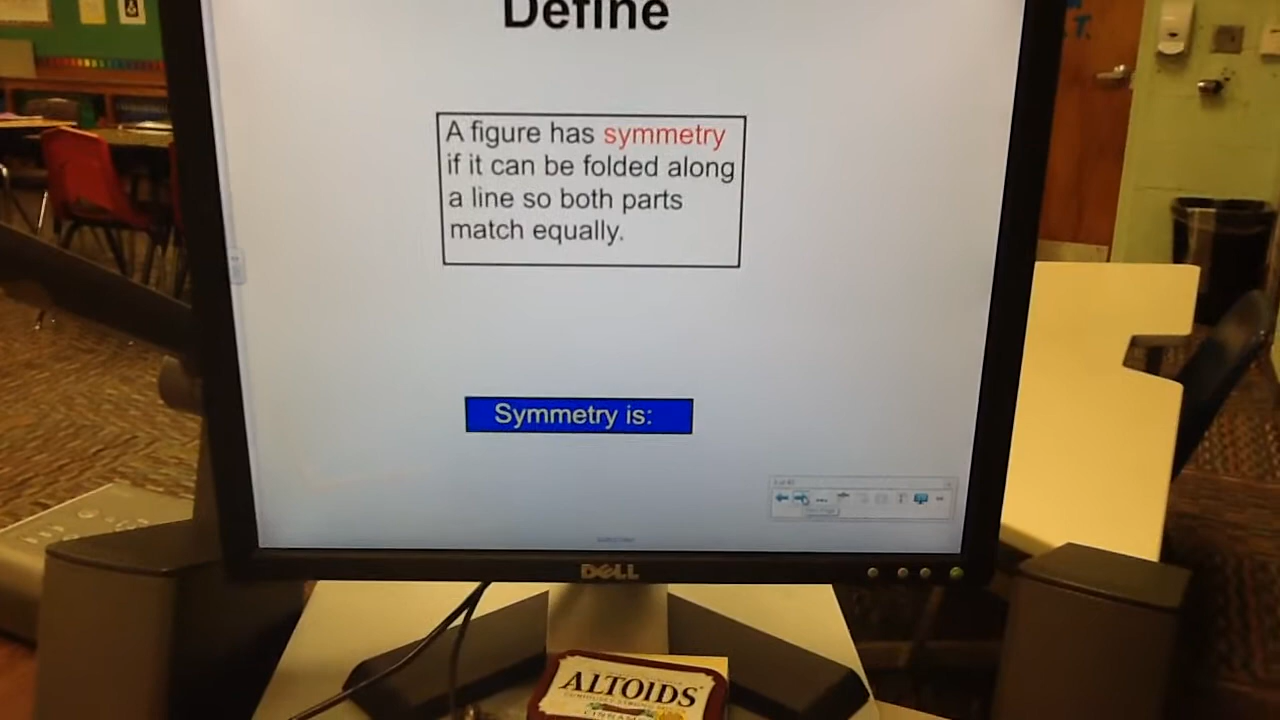 Define
A figure has symmetry
if it can be folded along
a line so both parts
match equally.
Symmetry is:
DELL
ALTOIDS